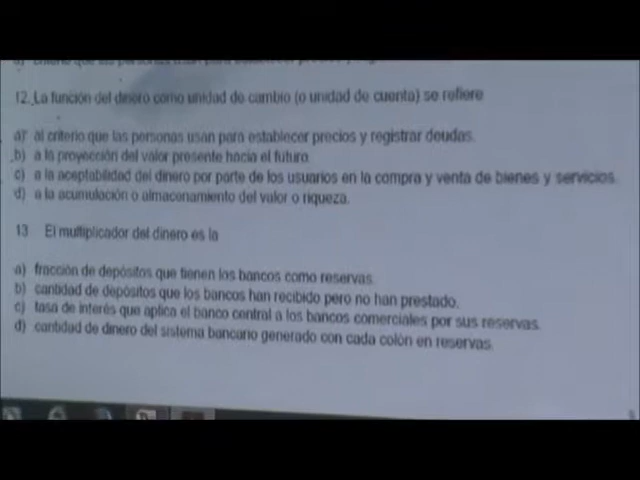 12. La función del dinero como unidad de cambio (o unidad de cuenta) se refiere
a) al criterio que las personas usan para establecer precios y registrar deudas.
b) a la proyección del valor presente hacia el futuro
c) a la aceptabilidad del dinero por parte de los usuarios en la compra y venta de bienes y servicios.
d) a la acumulación o almacenamiento del valor o riqueza.
13 El multiplicador del dinero es la
a) fracción de depósitos que tienen los bancos como reservas.
b) cantidad de depósitos que los bancos han recibido pero no han prestado.
c) tasa de interés que aplica el banco central a los bancos comerciales por sus reservas.
d) cantidad de dinero del sistema bancario generado con cada colón en reservas.